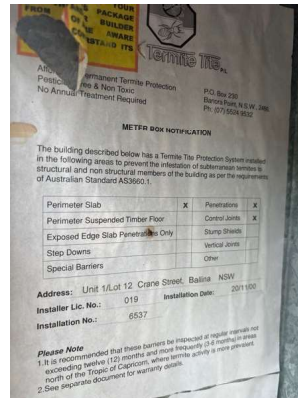 FROM
YOUR
PACKAGE
OF BUILDER
AWARE
ITS
Termite Tite P/L
Permanent Termite Protection
Pesticide Free & Non Toxic
No Annual Treatment Required
P.O. Box 230
Banora Point, N.S.W., 2486
Ph: (07) 5524 9532
METER BOX NOTIFICATION
The building described below has a Termite Tite Protection System installed
in the following areas to prevent the infestation of subterranean termites to
structural and non structural members of the building as per the requirements
of Australian Standard AS3660.1.
Perimeter Slab X Penetrations X
Perimeter Suspended Timber Floor Control Joints X
Exposed Edge Slab Penetrations Only Stump Shields
Step Downs Vertical Joints
Special Barriers Other
Address: Unit 1/Lot 12 Crane Street, Ballina NSW
Installer Lic. No.: 019 Installation Date: 20/11/00
Installation No.: 6537
Please Note
1. It is recommended that these barriers be inspected at regular intervals not
exceeding twelve (12) months and more frequently (3-6 months) in areas
north of the Tropic of Capricorn, where termite activity is more prevalent.
2. See separate document for warranty details.